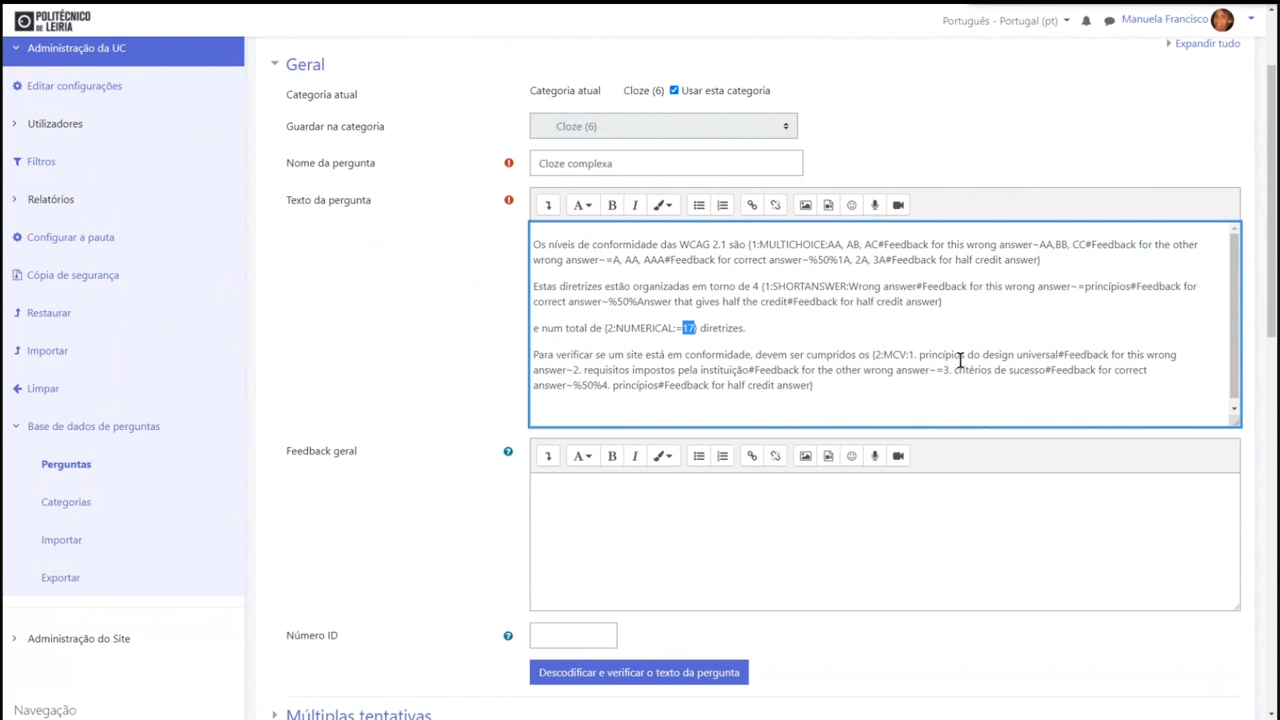 POLITÉCNICO
DE LEIRIA
Português - Portugal (pt)
Manuela Francisco
Administração da UC
Editar configurações
Utilizadores
Filtros
Relatórios
Configurar a pauta
Cópia de segurança
Restaurar
Importar
Limpar
Base de dados de perguntas
Perguntas
Categorias
Importar
Exportar
Administração do Site
Navegação
Expandir tudo
Geral
Categoria atual
Categoria atual Cloze (6) Usar esta categoria
Guardar na categoria
Cloze (6)
Nome da pergunta
Cloze complexa
Texto da pergunta
Os níveis de conformidade das WCAG 2.1 são {1:MULTICHOICE:AA, AB, AC#Feedback for this wrong answer~AA,BB, CC#Feedback for the other
wrong answer~=A, AA, AAA#Feedback for correct answer~%50%1A, 2A, 3A#Feedback for half credit answer}
Estas diretrizes estão organizadas em torno de 4 {1:SHORTANSWER:Wrong answer#Feedback for this wrong answer~=princípios#Feedback for
correct answer~%50%Answer that gives half the credit#Feedback for half credit answer}
e num total de {2:NUMERICAL:=17} diretrizes.
Para verificar se um site está em conformidade, devem ser cumpridos os {2:MCV:1. princípios do design universal#Feedback for this wrong
answer~2. requisitos impostos pela instituição#Feedback for the other wrong answer~=3. critérios de sucesso#Feedback for correct
answer~%50%4. princípios#Feedback for half credit answer}
Feedback geral
Número ID
Descodificar e verificar o texto da pergunta
Múltiplas tentativas